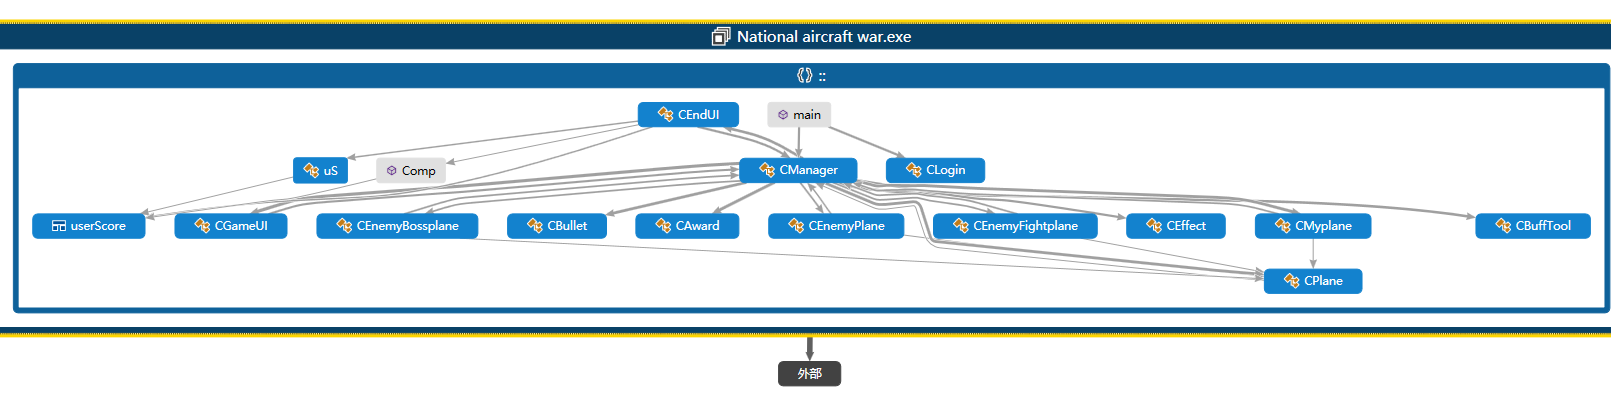 National aircraft war.exe
::
CEndUI
main
uS
Comp
CManager
CLogin
userScore
CGameUI
CEnemyBossplane
CBullet
CAward
CEnemyPlane
CEnemyFightplane
CEffect
CMyplane
CBuffTool
CPlane
外部